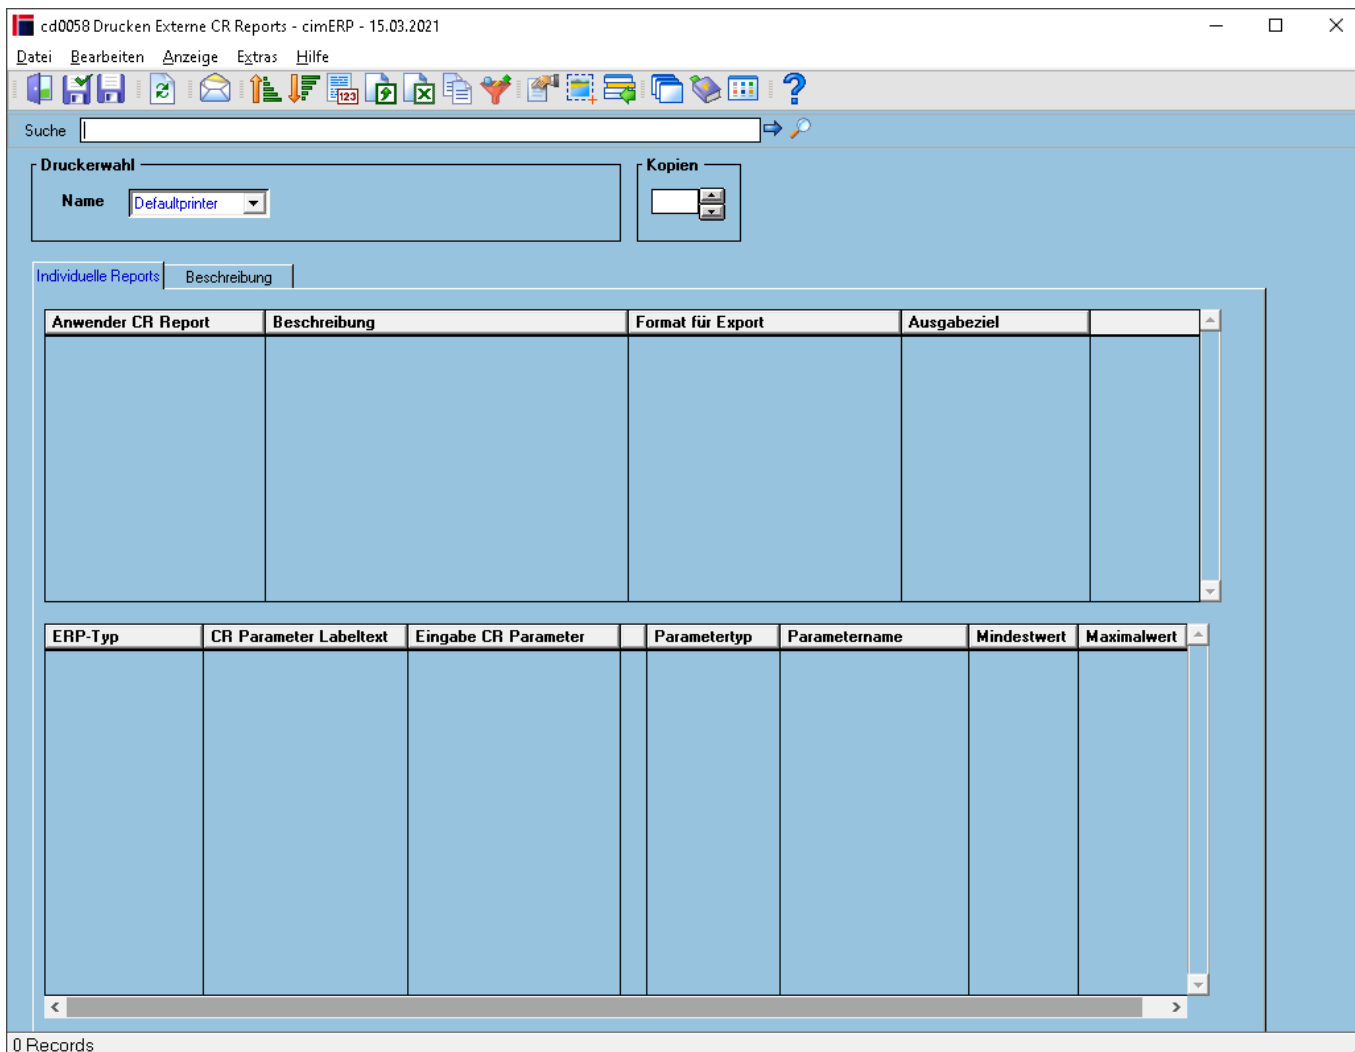 cd0058 Drucken Externe CR Reports - cimERP - 15.03.2021
Datei Bearbeiten Anzeige Extras Hilfe
123
Suche
Druckerwahl Kopien
Name Defaultprinter
Individuelle Reports Beschreibung
Anwender CR Report Beschreibung Format für Export Ausgabeziel
ERP-Typ CR Parameter Labeltext Eingabe CR Parameter Parametertyp Parametername Mindestwert Maximalwert
0 Records